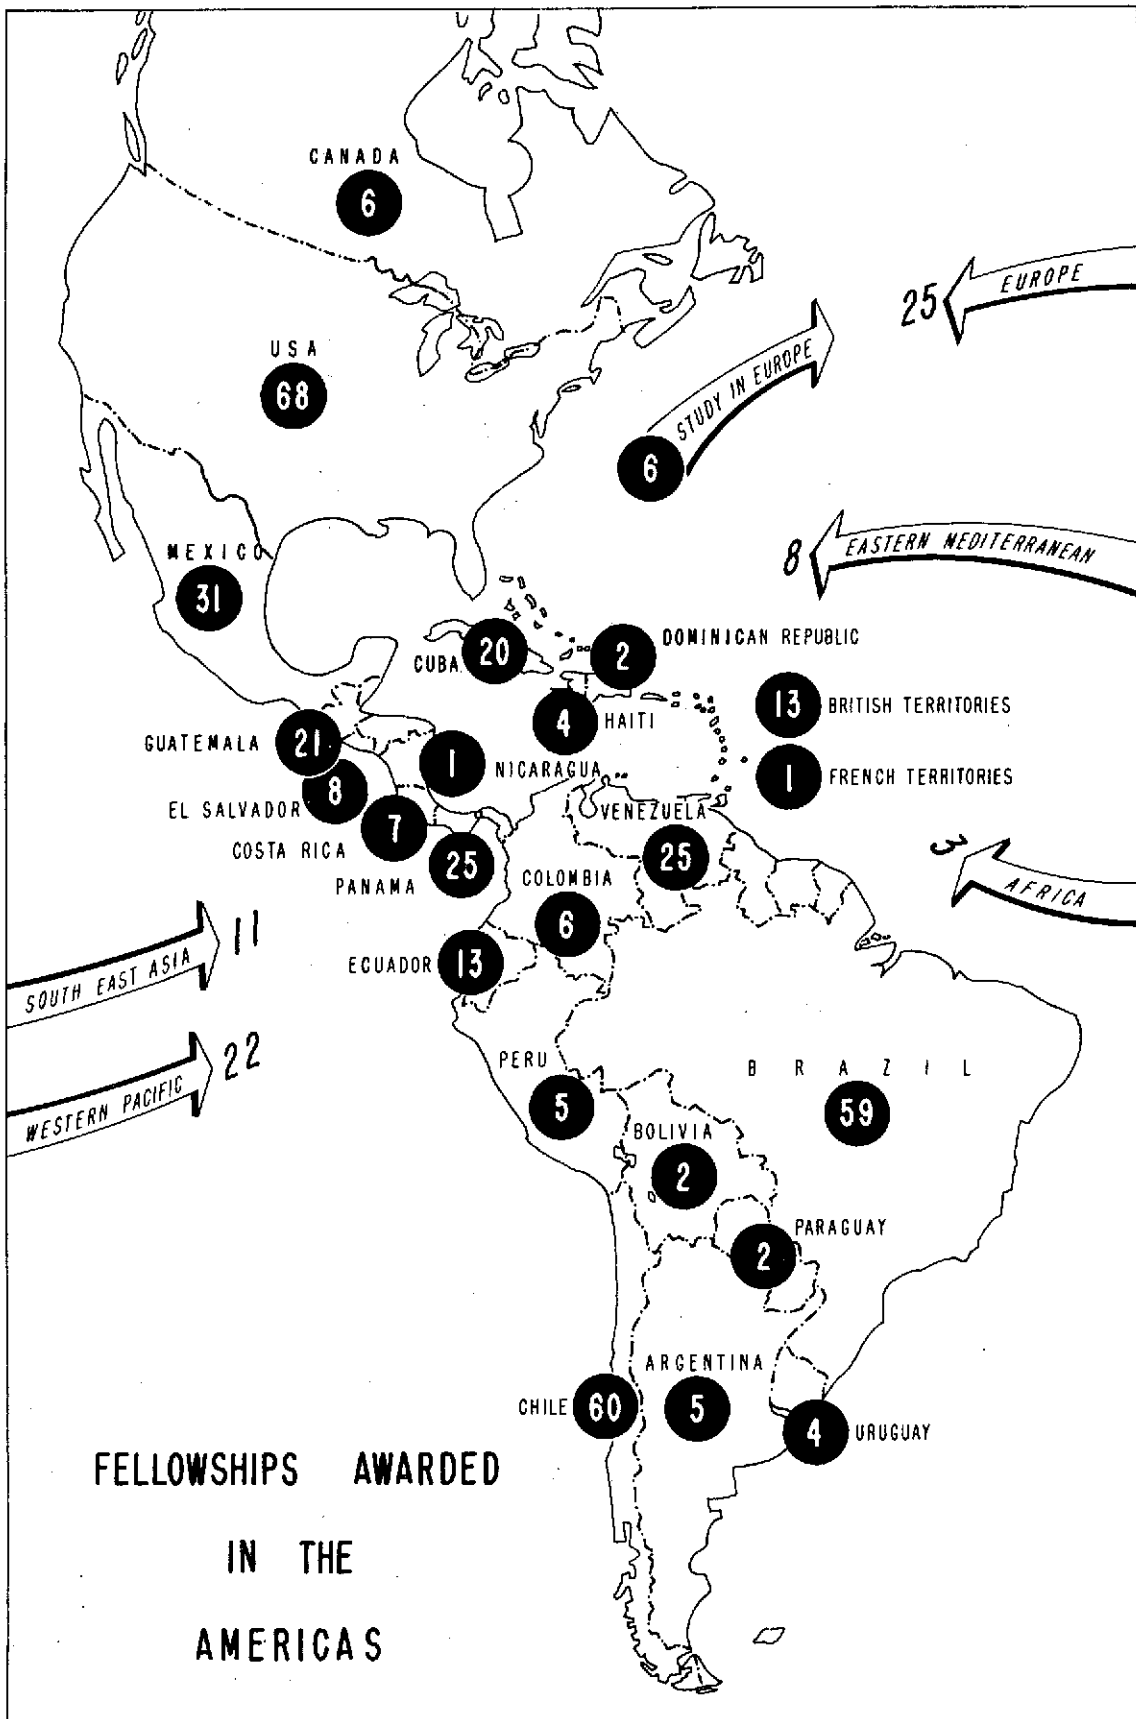 CANADA
6
EUROPE
25
USA
68
STUDY IN EUROPE
6
EASTERN MEDITERRANEAN
8
MEXICO
31
CUBA
20
2
DOMINICAN REPUBLIC
13 BRITISH TERRITORIES
4 HAITI
GUATEMALA 21
1 NICARAGUA
1 FRENCH TERRITORIES
EL SALVADOR 8
VENEZUELA
25
COSTA RICA 7
3
AFRICA
PANAMA 25
COLOMBIA
6
SOUTH EAST ASIA 11
ECUADOR 13
WESTERN PACIFIC 22
PERU
5
BRAZIL
59
BOLIVIA
2
PARAGUAY
2
ARGENTINA
5
CHILE 60
4 URUGUAY
FELLOWSHIPS AWARDED
IN THE
AMERICAS